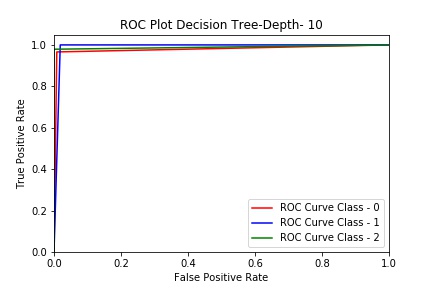 ROC Plot Decision Tree-Depth- 10
True Positive Rate
1.0
0.8
0.6
0.4
0.2
0.0
ROC Curve Class - 0
ROC Curve Class - 1
ROC Curve Class - 2
0.0 0.2 0.4 0.6 0.8 1.0
False Positive Rate